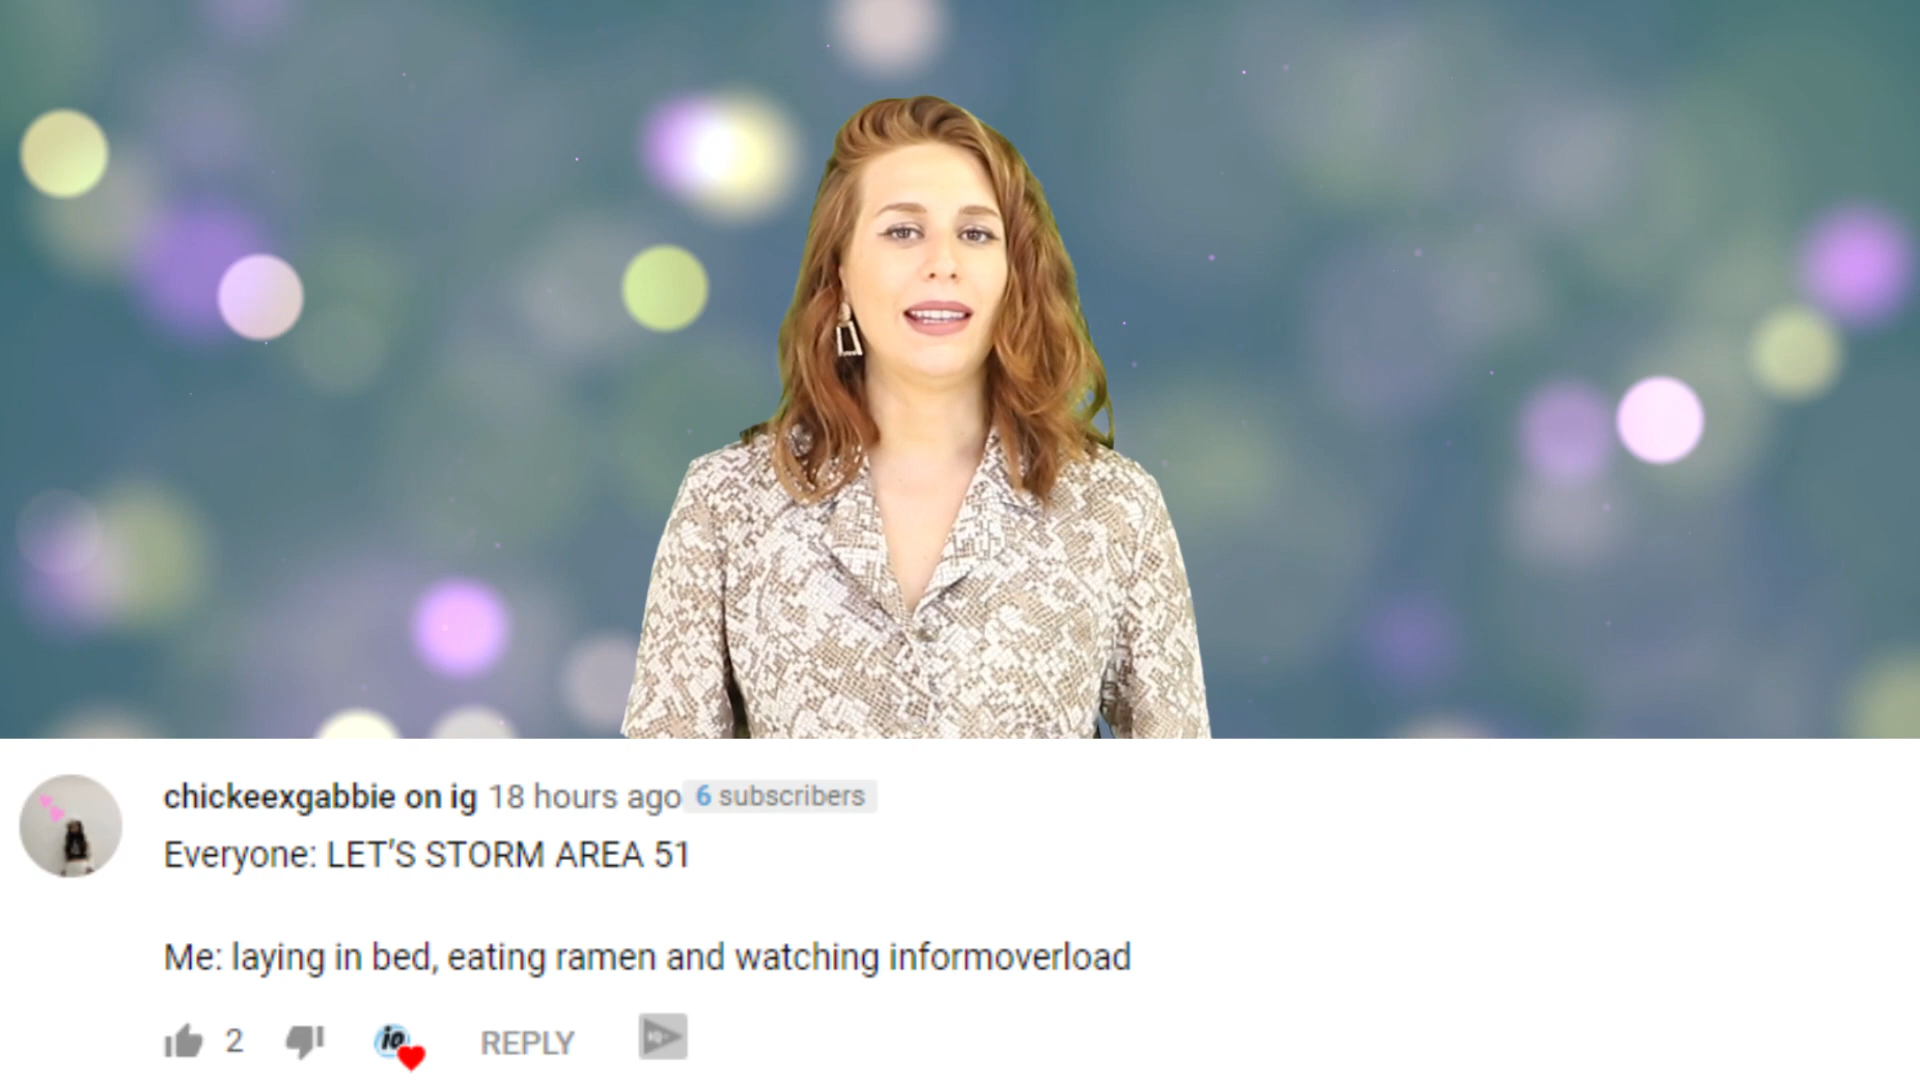 chickeexgabbie on ig 18 hours ago 6 subscribers
Everyone: LET'S STORM AREA 51
Me: laying in bed, eating ramen and watching informoverload
2 io REPLY